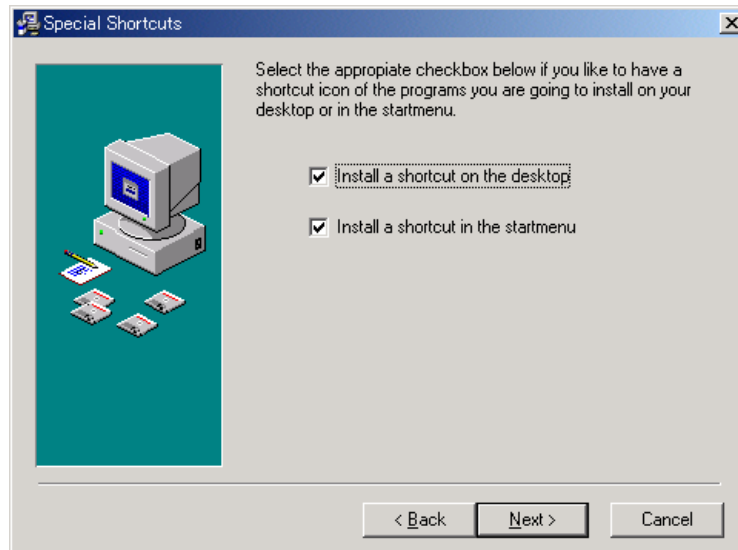 Special Shortcuts
Select the appropiate checkbox below if you like to have a
shortcut icon of the programs you are going to install on your
desktop or in the startmenu.
Install a shortcut on the desktop
Install a shortcut in the startmenu
< Back
Next >
Cancel